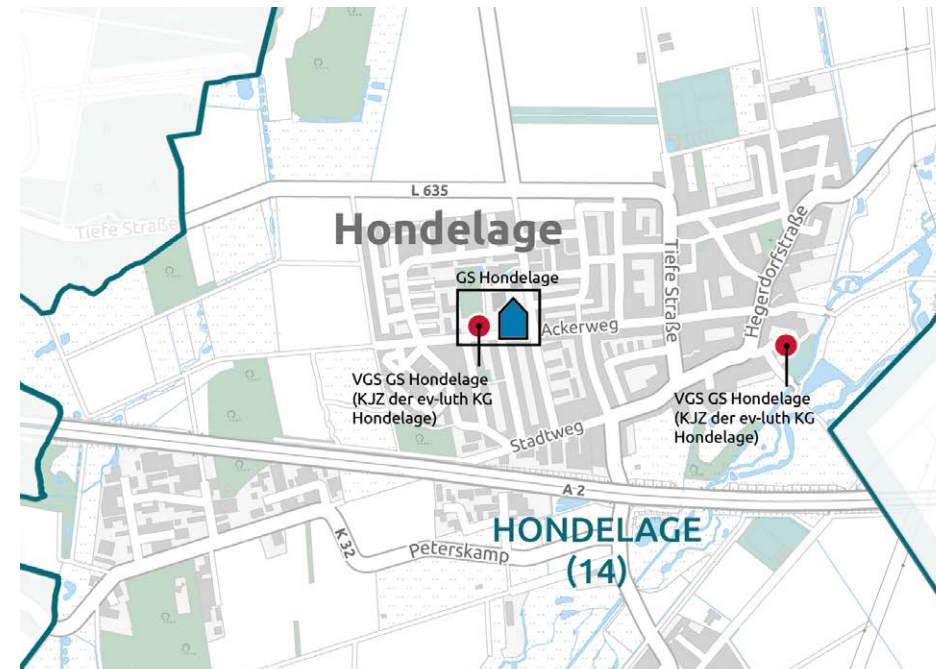 L 635
Tiefe Straße
Hondelage
Hegerdorfstraße
Tiefe Straße
GS Hondelage
Ackerweg
VGS GS Hondelage
(KJZ der ev-luth KG
Hondelage)
VGS GS Hondelage
(KJZ der ev-luth KG
Hondelage)
Stadtweg
A 2
K 32
Peterskamp
HONDELAGE
(14)